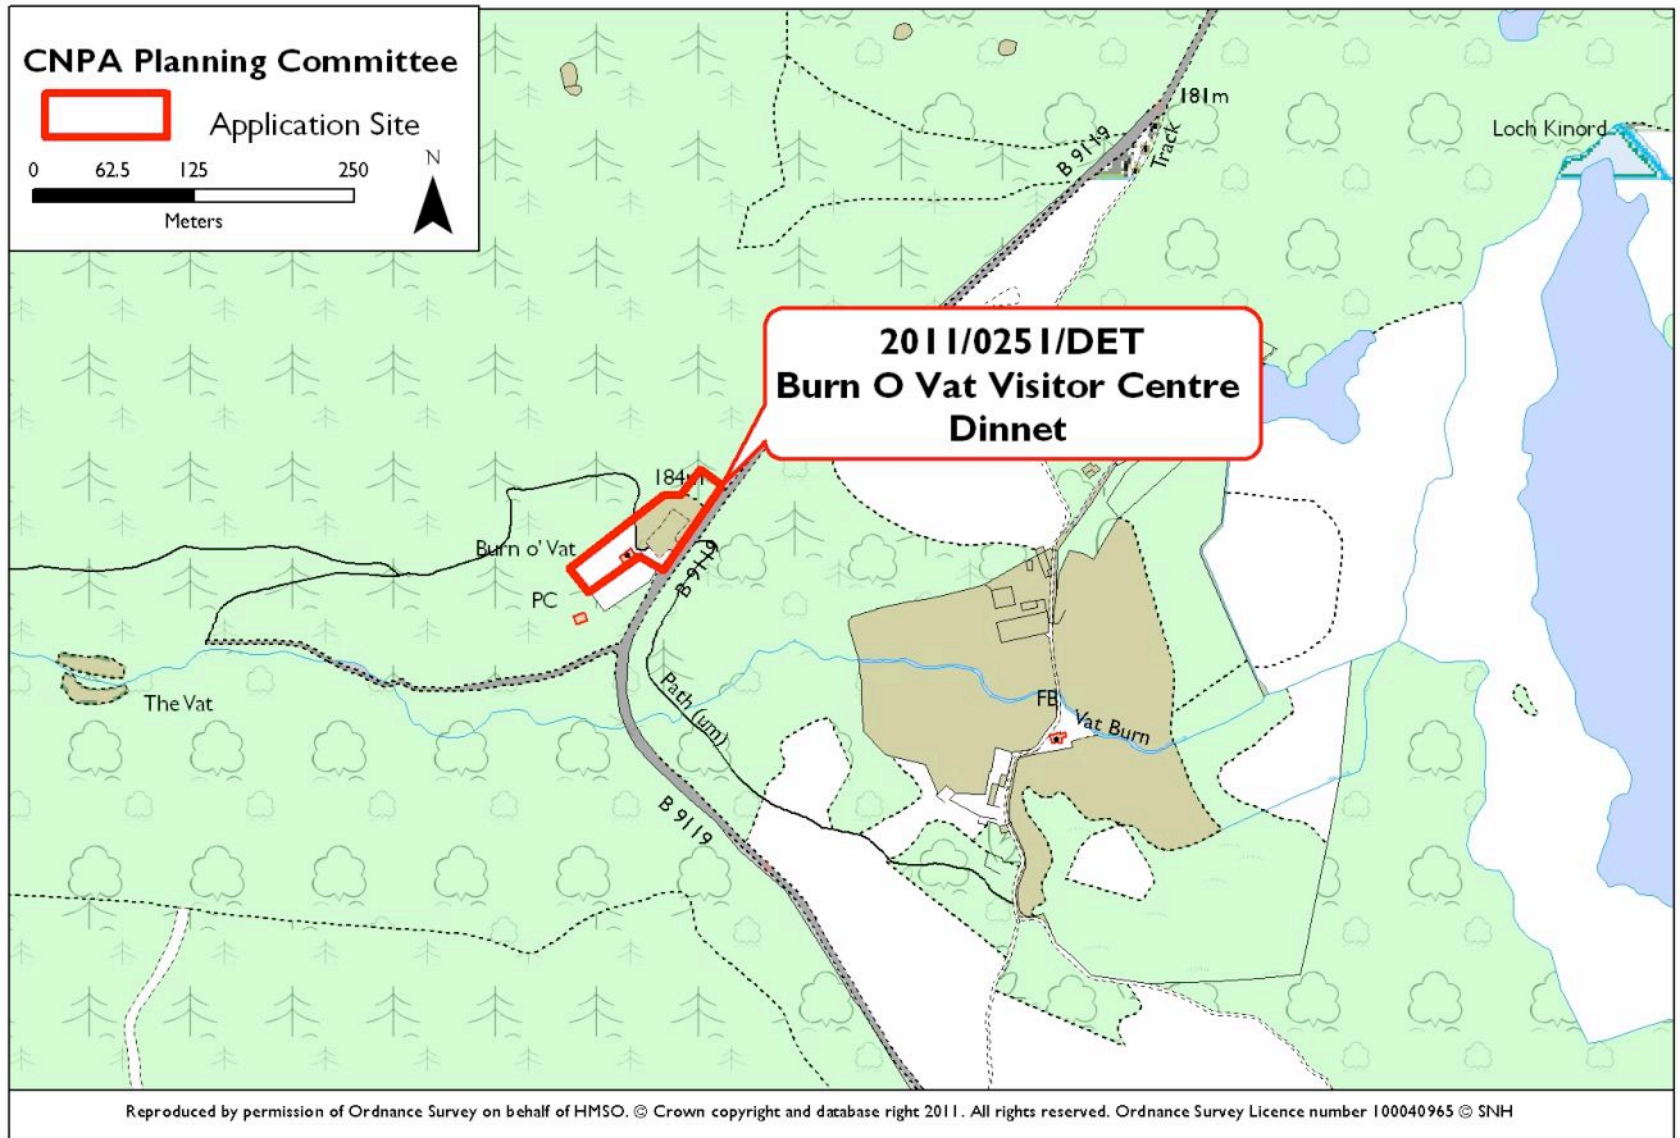 CNPA Planning Committee
Application Site
0 62.5 125 250
Meters
N
181m
B 9119
Track
Loch Kinord
2011/0251/DET
Burn O Vat Visitor Centre
Dinnet
184m
Burn o' Vat
B 9119
PC
The Vat
Path (um)
FB
Vat Burn
B 9119
Reproduced by permission of Ordnance Survey on behalf of HMSO. © Crown copyright and database right 2011. All rights reserved. Ordnance Survey Licence number 100040965 © SNH